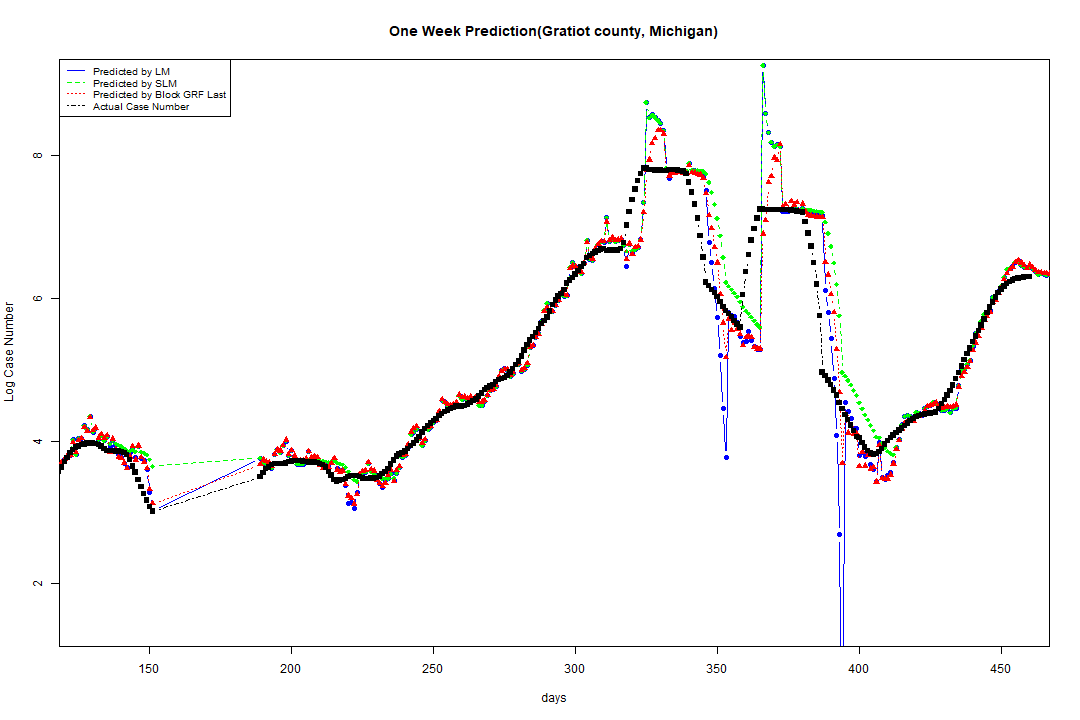 One Week Prediction(Gratiot county, Michigan)
Predicted by LM
Predicted by SLM
Predicted by Block GRF Last
Actual Case Number
8
6
4
2
Log Case Number
150 200 250 300 350 400 450
days